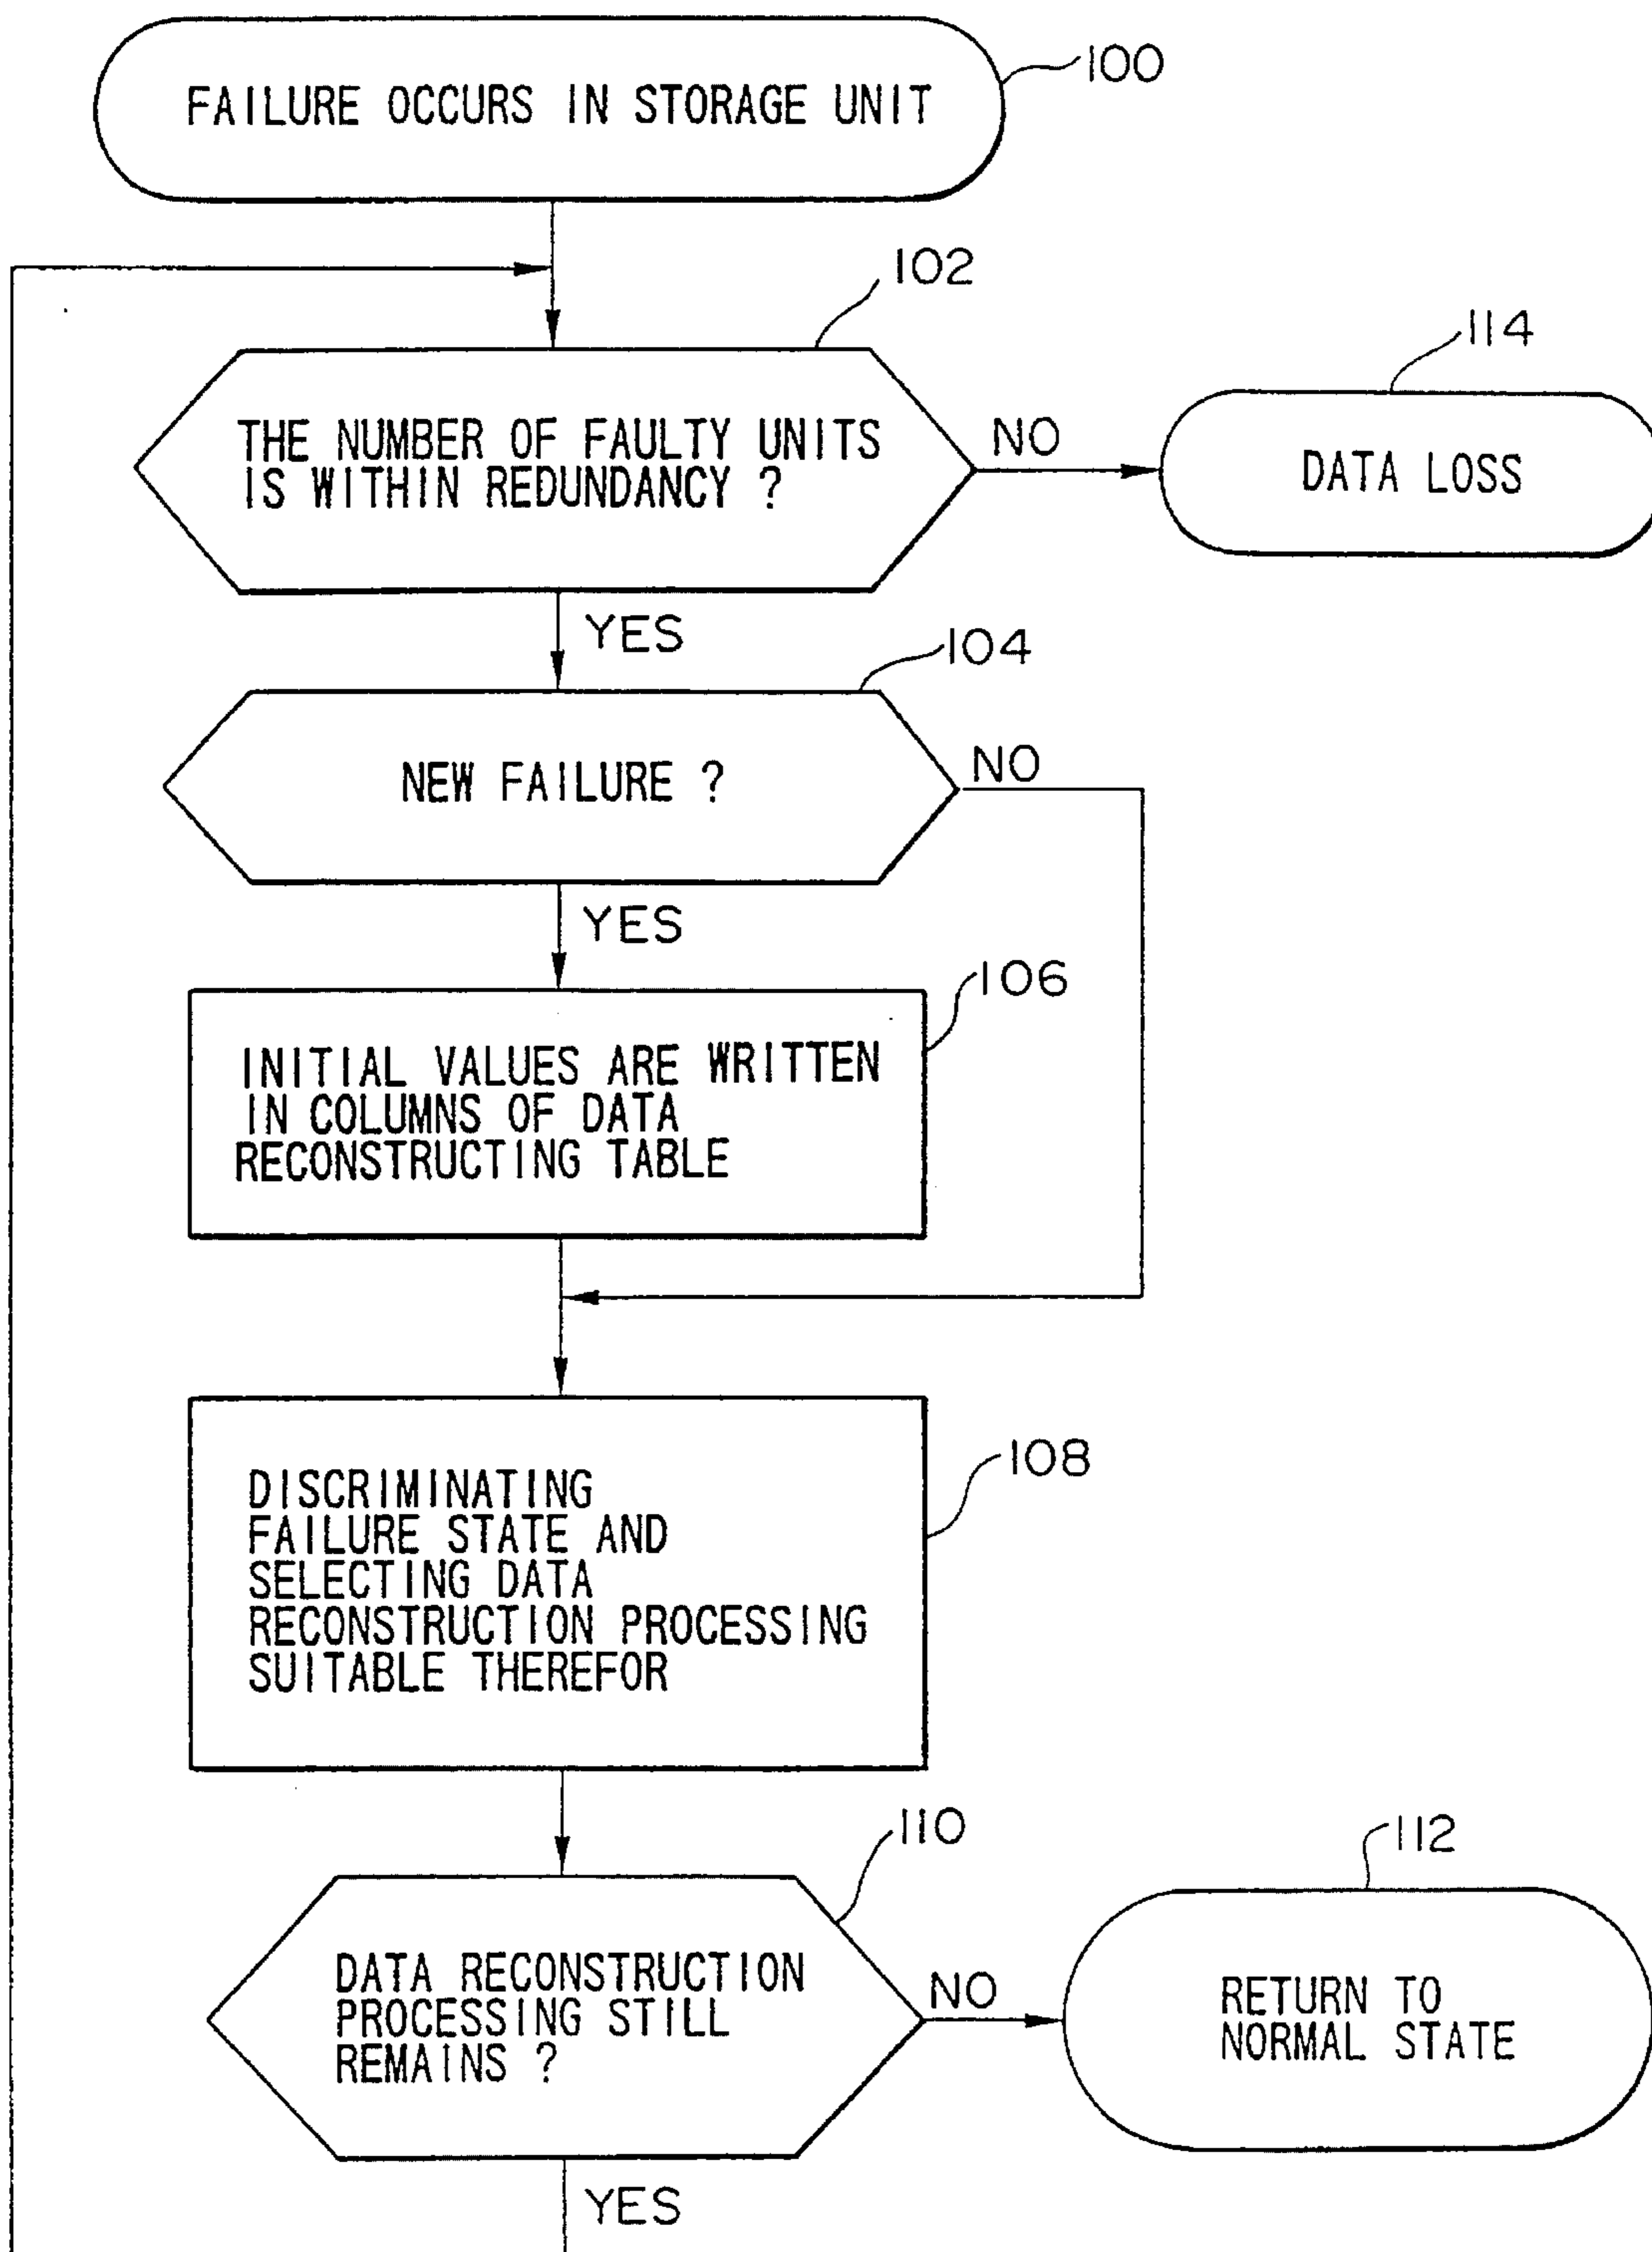 FAILURE OCCURS IN STORAGE UNIT
100
102
THE NUMBER OF FAULTY UNITS
IS WITHIN REDUNDANCY ?
NO
114
DATA LOSS
YES
104
NEW FAILURE ?
NO
YES
106
INITIAL VALUES ARE WRITTEN
IN COLUMNS OF DATA
RECONSTRUCTING TABLE
108
DISCRIMINATING
FAILURE STATE AND
SELECTING DATA
RECONSTRUCTION PROCESSING
SUITABLE THEREFOR
110
DATA RECONSTRUCTION
PROCESSING STILL
REMAINS ?
NO
112
RETURN TO
NORMAL STATE
YES